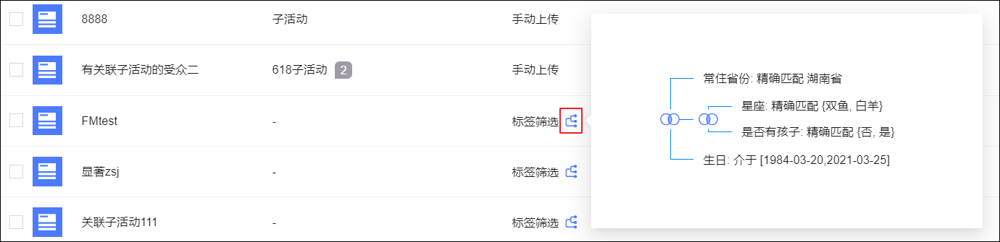 8888 子活动 手动上传
有关联子活动的受众二 618子活动 2 手动上传
FMtest - 标签筛选
显著zsj - 标签筛选
关联子活动111 - 标签筛选
常住省份: 精确匹配 湖南省
星座: 精确匹配 {双鱼, 白羊}
是否有孩子: 精确匹配 {否, 是}
生日: 介于 [1984-03-20,2021-03-25]